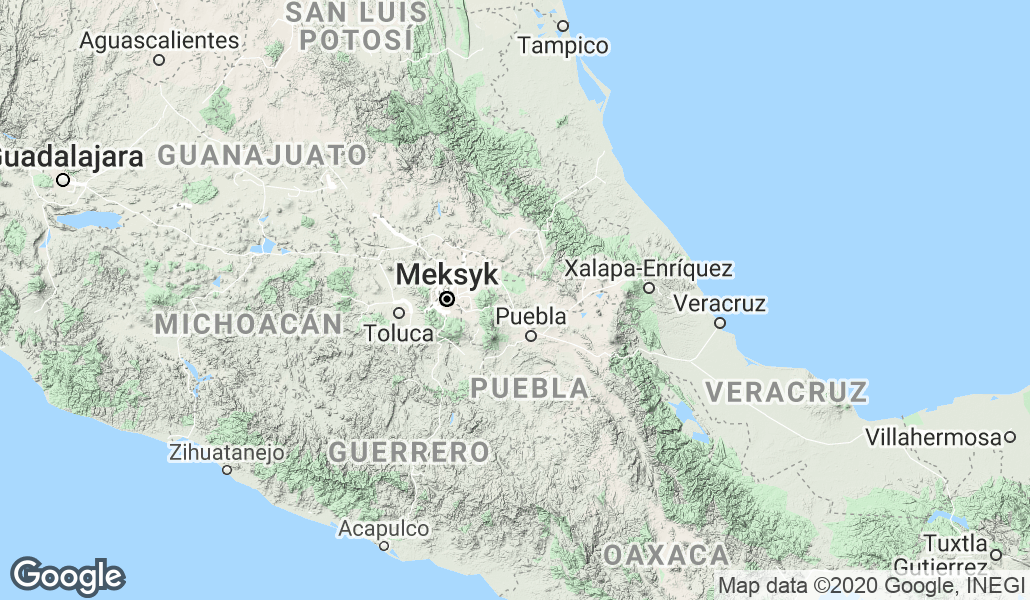 SAN LUIS
POTOSÍ
Aguascalientes
Tampico
Guadalajara
GUANAJUATO
Meksyk
Xalapa-Enríquez
Veracruz
Puebla
Toluca
MICHOACÁN
PUEBLA
VERACRUZ
Villahermosa
GUERRERO
Zihuatanejo
Acapulco
OAXACA
Tuxtla
Gutierrez
Google
Map data ©2020 Google, INEGI